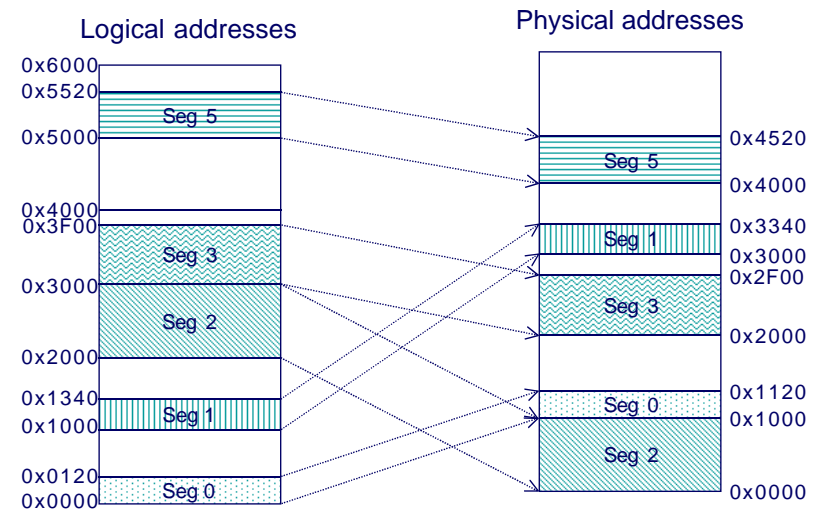 Logical addresses
0x6000
0x5520
Seg 5
0x5000
0x4000
0x3F00
Seg 3
0x3000
Seg 2
0x2000
0x1340
Seg 1
0x1000
0x0120
Seg 0
0x0000
Physical addresses
0x4520
Seg 5
0x4000
0x3340
Seg 1
0x3000
0x2F00
Seg 3
0x2000
0x1120
Seg 0
0x1000
Seg 2
0x0000